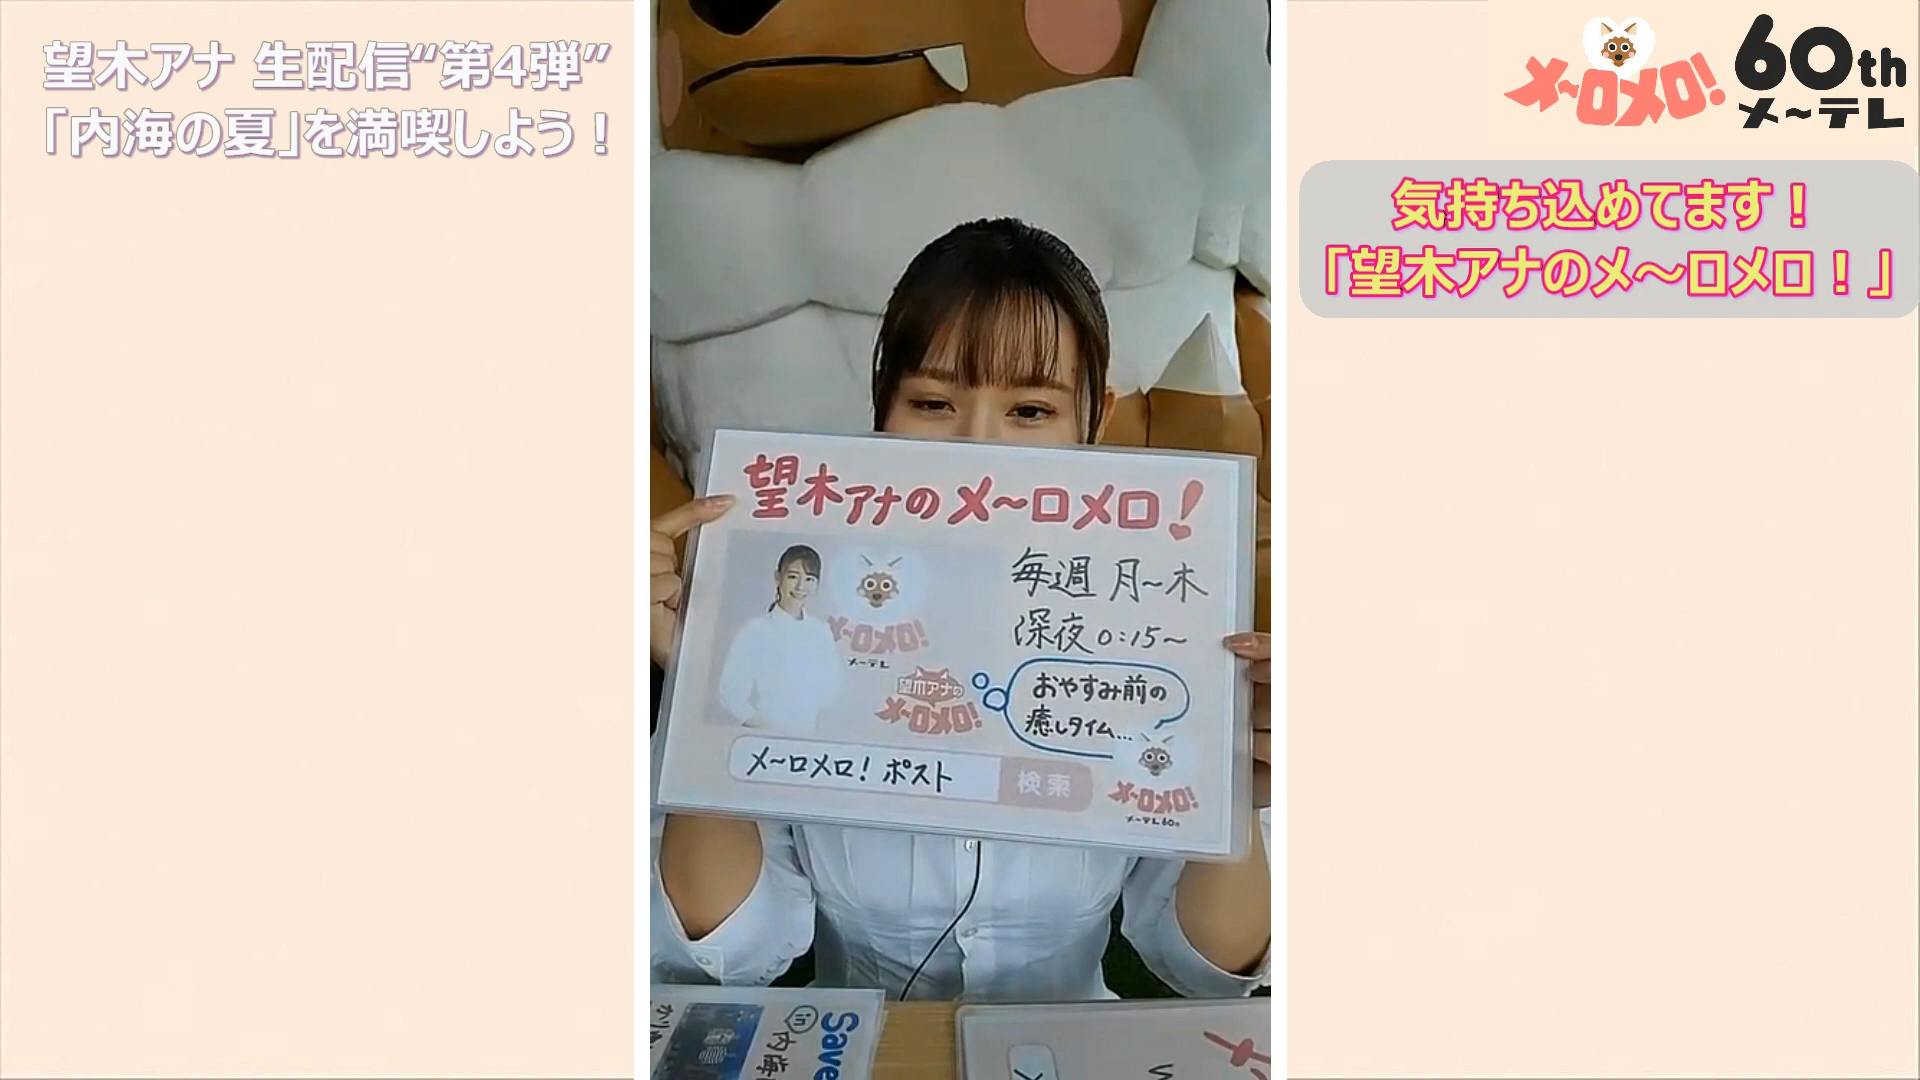 望木アナ 生配信“第4弾”
「内海の夏」を満喫しよう！
メ～ロメロ！
60th
メ～テレ
気持ち込めてます！
「望木アナのメ～ロメロ！」
望木アナのメ～ロメロ！
毎週 月～木
深夜0:15～
メ～ロメロ！
メ～テレ
望木アナの
メ～ロメロ！
おやすみ前の
癒しタイム...
メ～ロメロ！ ポスト
検索
メ～ロメロ！
メ～テレ60th
Save
in